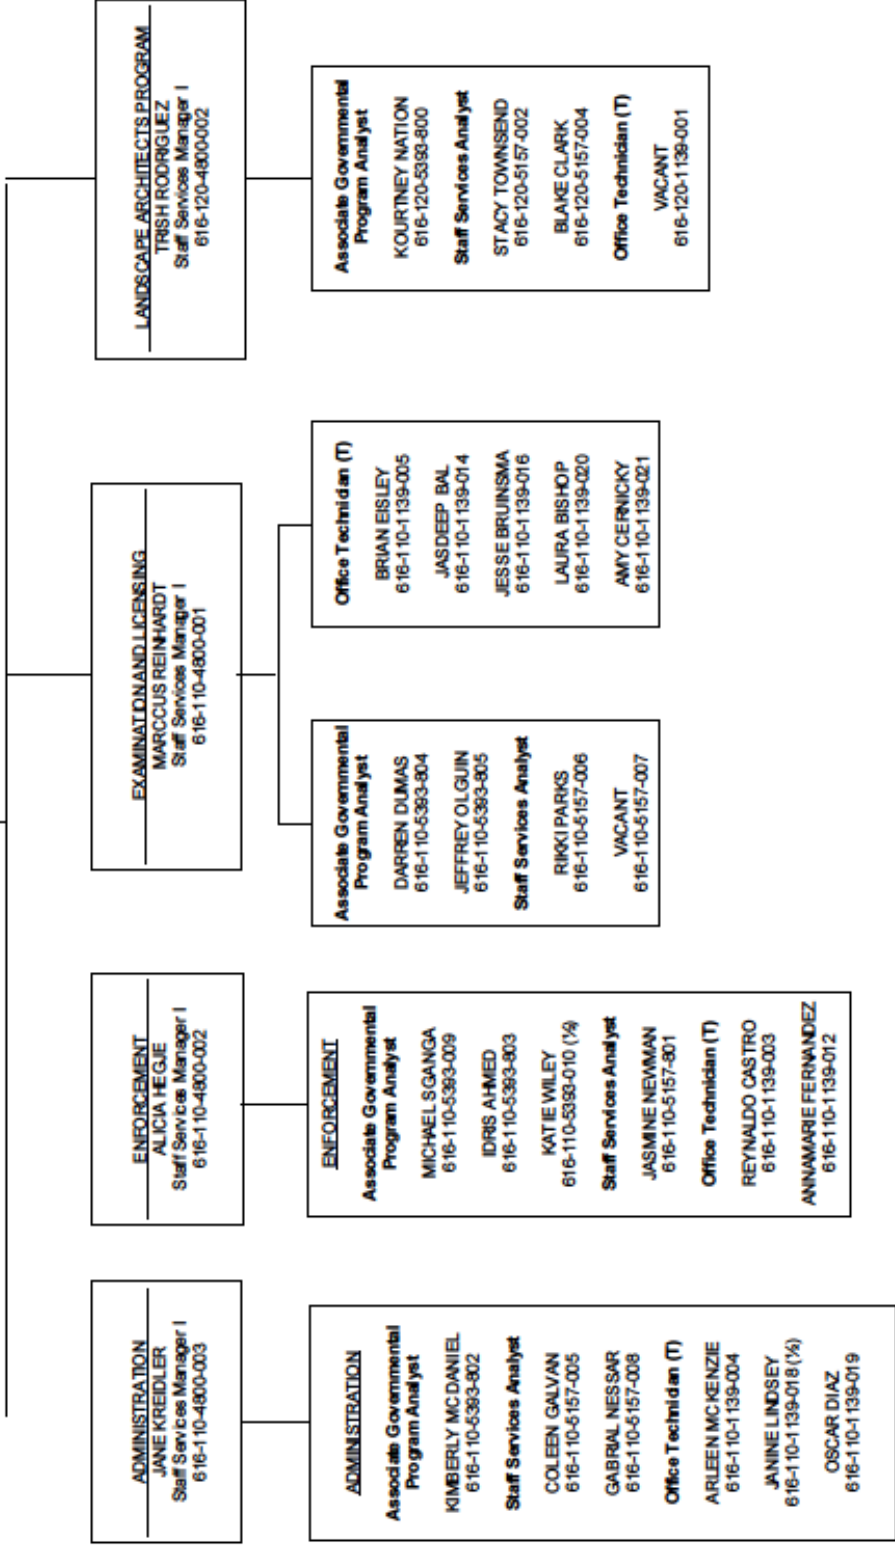 ADMINISTRATION
JANE KREIDLER
Staff Services Manager I
616-110-4800-003
ADMINISTRATION
Associate Governmental
Program Analyst
KIMBERLY MCDANIEL
616-110-5393-802
Staff Services Analyst
COLEEN GALVAN
616-110-5157-005
GABRIAL NESSAR
616-110-5157-008
Office Technician (T)
ARLEEN MCKENZIE
616-110-1139-004
JANINE LINDSEY
616-110-1139-018 (½)
OSCAR DIAZ
616-110-1139-019
ENFORCEMENT
ALICIA HEGJE
Staff Services Manager I
616-110-4800-002
ENFORCEMENT
Associate Governmental
Program Analyst
MICHAEL SGANGA
616-110-5393-009
IDRIS AHMED
616-110-5393-803
KATIE WILEY
616-110-5393-010 (½)
Staff Services Analyst
JASMINE NEWMAN
616-110-5157-801
Office Technician (T)
REYNALDO CASTRO
616-110-1139-003
ANNAMARIE FERNANDEZ
616-110-1139-012
EXAMINATION AND LICENSING
MARCCUS REINHARDT
Staff Services Manager I
616-110-4800-001
Associate Governmental
Program Analyst
DARREN DUMAS
616-110-5393-804
JEFFREY OLGUIN
616-110-5393-805
Staff Services Analyst
RIKKI PARKS
616-110-5157-006
VACANT
616-110-5157-007
Office Technician (T)
BRIAN EISLEY
616-110-1139-005
JASDEEP BAL
616-110-1139-014
JESSE BRUINSMA
616-110-1139-016
LAURA BISHOP
616-110-1139-020
AMY CERNICKY
616-110-1139-021
LANDSCAPE ARCHITECTS PROGRAM
TRISH RODRIGUEZ
Staff Services Manager I
616-120-4800-002
Associate Governmental
Program Analyst
KOURTNEY NATION
616-120-5393-800
Staff Services Analyst
STACY TOWNSEND
616-120-5157-002
BLAKE CLARK
616-120-5157-004
Office Technician (T)
VACANT
616-120-1139-001